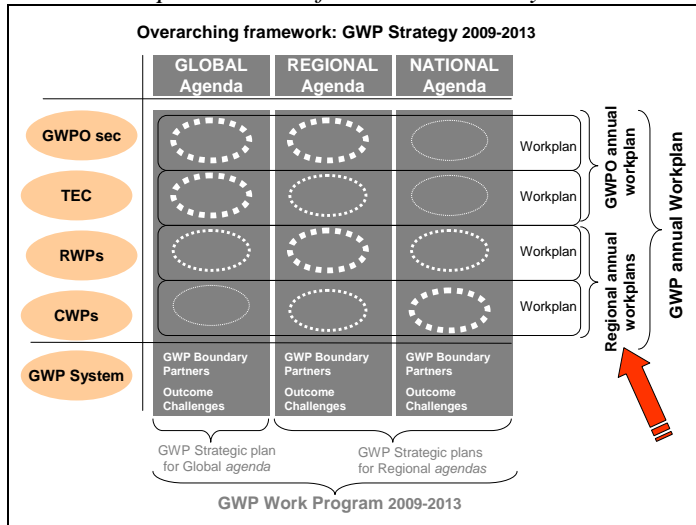 Overarching framework: GWP Strategy 2009-2013
GLOBAL
Agenda
REGIONAL
Agenda
NATIONAL
Agenda
GWPO sec
Workplan
TEC
Workplan
RWPs
Workplan
CWPs
Workplan
GWPO annual
workplan
Regional annual
workplans
GWP annual Workplan
GWP System
GWP Boundary
Partners
Outcome
Challenges
GWP Boundary
Partners
Outcome
Challenges
GWP Boundary
Partners
Outcome
Challenges
GWP Strategic plan
for Global agenda
GWP Strategic plans
for Regional agendas
GWP Work Program 2009-2013